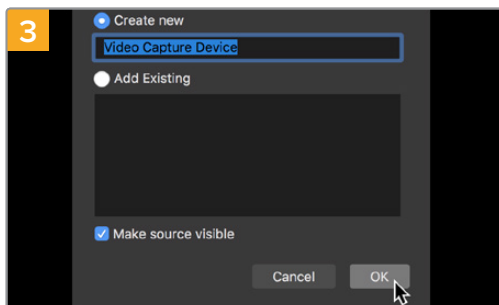 3
Create new
Video Capture Device
Add Existing
Make source visible
Cancel OK